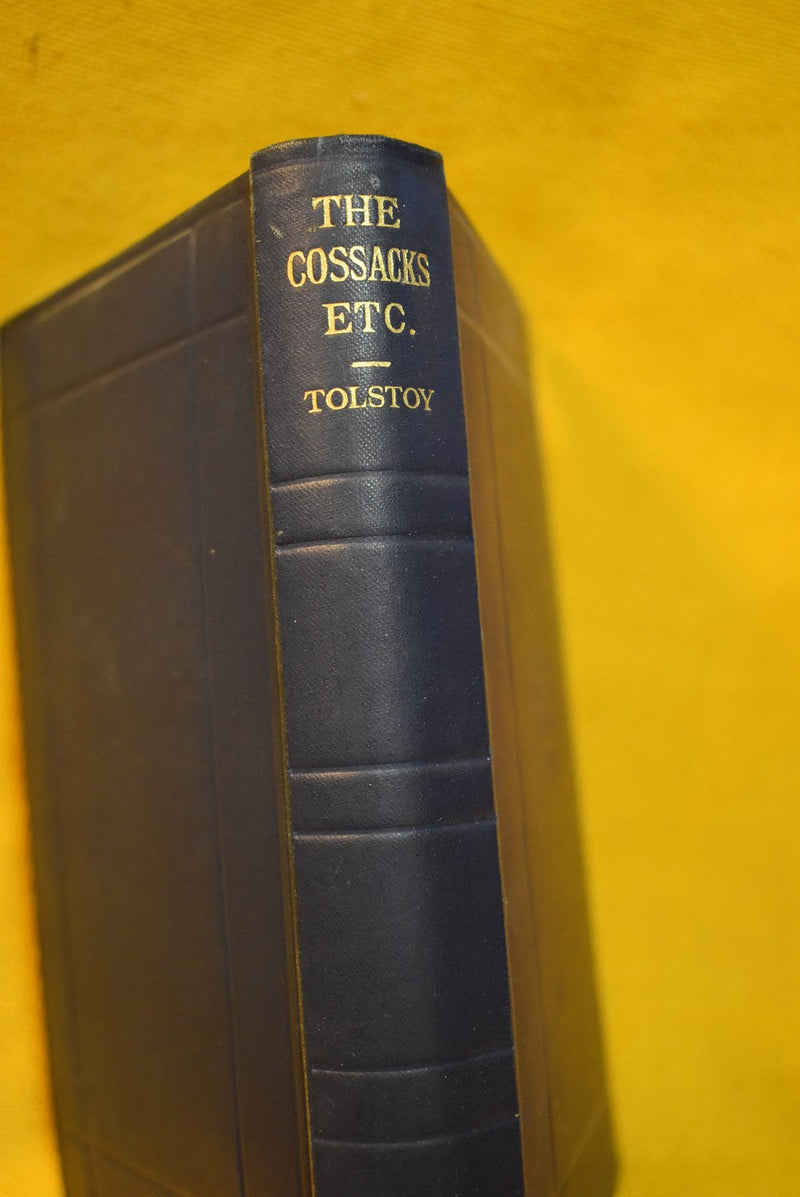 THE
COSSACKS
ETC.
TOLSTOY